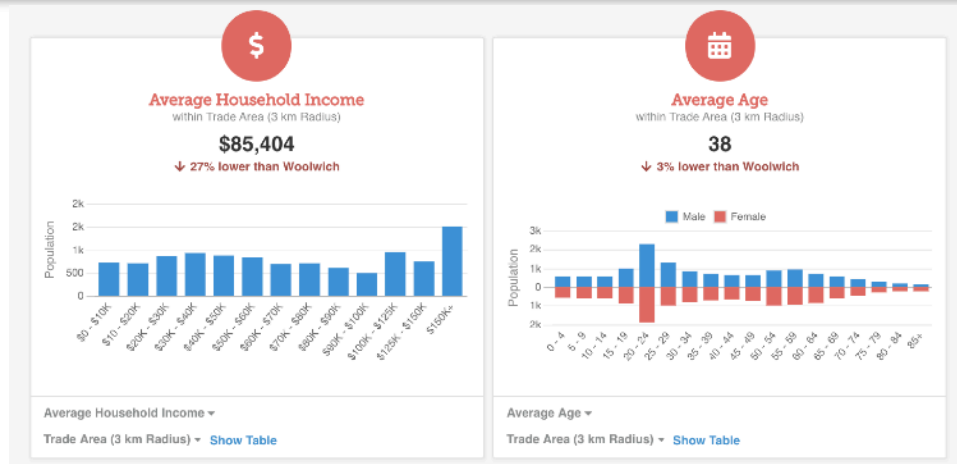 $
Average Household Income
within Trade Area (3 km Radius)
$85,404
↓ 27% lower than Woolwich
2k
2k
1k
500
0
Population
$0 - $10K
$10 - $20K
$20K - $30K
$30K - $40K
$40K - $50K
$50K - $60K
$60K - $70K
$70K - $80K
$80K - $90K
$90K - $100K
$100K - $125K
$125K - $150K
$150K+
Average Household Income
Trade Area (3 km Radius) Show Table
Average Age
within Trade Area (3 km Radius)
38
↓ 3% lower than Woolwich
Male Female
3k
2k
1k
0
1k
2k
Population
0 - 4
5 - 9
10 - 14
15 - 19
20 - 24
25 - 29
30 - 34
35 - 39
40 - 44
45 - 49
50 - 54
55 - 59
60 - 64
65 - 69
70 - 74
75 - 79
80 - 84
85+
Average Age
Trade Area (3 km Radius) Show Table